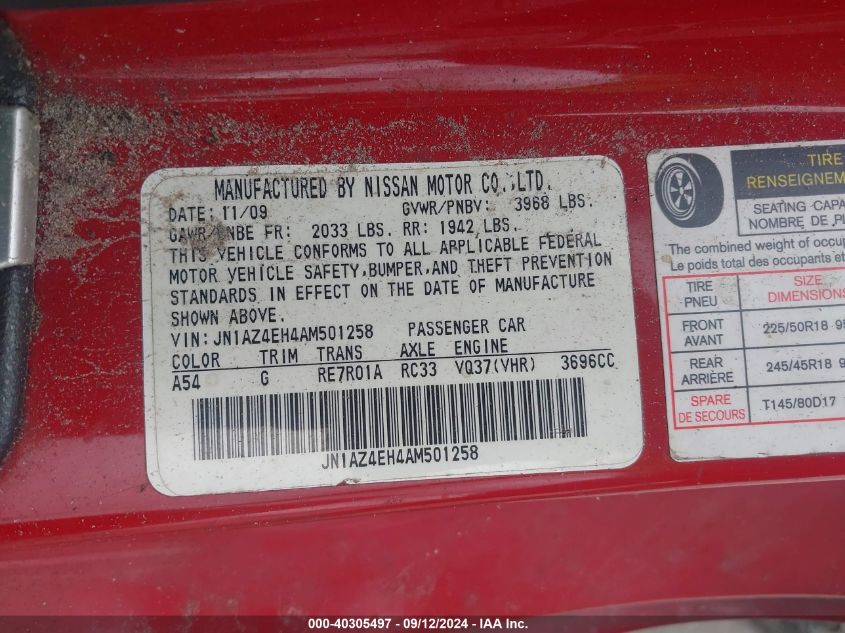 MANUFACTURED BY NISSAN MOTOR CO.,LTD.
DATE: 11/09 GVWR/PNBV: 3968 LBS.
GAWR/PNBE FR: 2033 LBS. RR: 1942 LBS.
THIS VEHICLE CONFORMS TO ALL APPLICABLE FEDERAL
MOTOR VEHICLE SAFETY,BUMPER,AND THEFT PREVENTION
STANDARDS IN EFFECT ON THE DATE OF MANUFACTURE
SHOWN ABOVE.
VIN: JN1AZ4EH4AM501258 PASSENGER CAR
COLOR TRIM TRANS AXLE ENGINE
A54 G RE7R01A RC33 VQ37(VHR) 3696CC
JN1AZ4EH4AM501258
TIRE
RENSEIGNEM
SEATING CAPA
NOMBRE DE PL
The combined weight of occup
Le poids total des occupants et
TIRE SIZE
PNEU DIMENSIONS
FRONT
AVANT 225/50R18 9
REAR
ARRIÈRE 245/45R18 9
SPARE
DE SECOURS T145/80D17
000-40305497 - 09/12/2024 - IAA Inc.